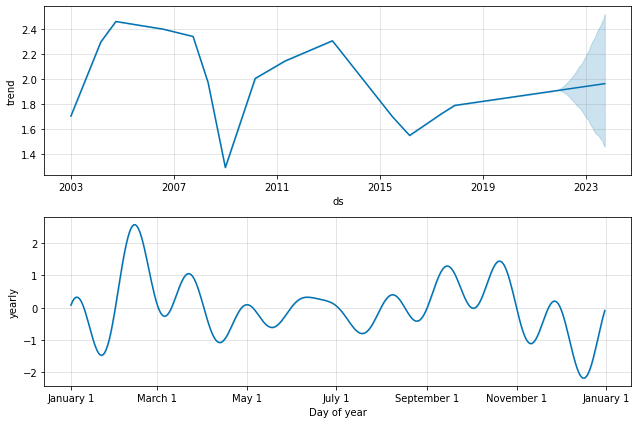 2.4
2.2
2.0
1.8
1.6
1.4
trend
2003 2007 2011 2015 2019 2023
ds
2
1
0
−1
−2
yearly
January 1 March 1 May 1 July 1 September 1 November 1 January 1
Day of year